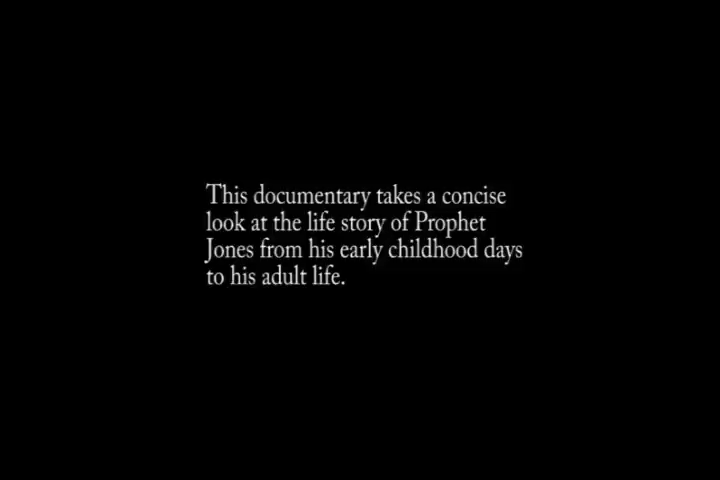 This documentary takes a concise
look at the life story of Prophet
Jones from his early childhood days
to his adult life.